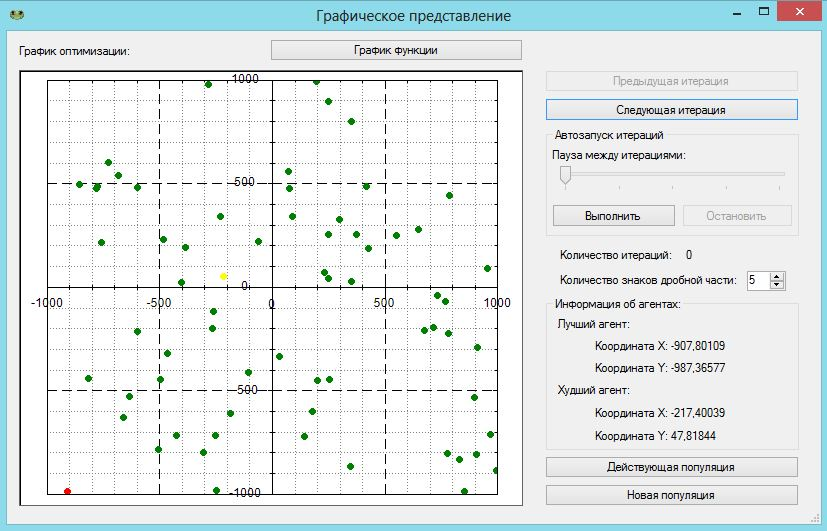 Графическое представление
График оптимизации:
График функции
1000
500
0
-1000
-500
0
500
1000
-500
-1000
Предыдущая итерация
Следующая итерация
Автозапуск итераций
Пауза между итерациями:
Выполнить
Остановить
Количество итераций: 0
Количество знаков дробной части: 5
Информация об агентах:
Лучший агент:
Координата X: -907,80109
Координата Y: -987,36577
Худший агент:
Координата X: -217,40039
Координата Y: 47,81844
Действующая популяция
Новая популяция